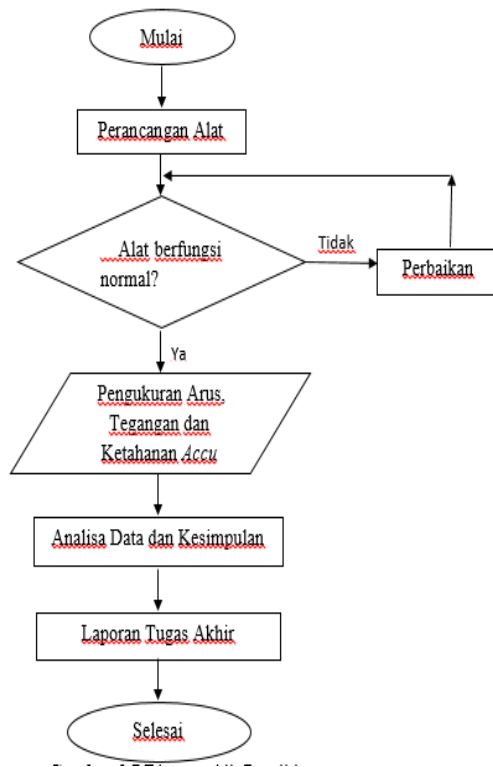 Mulai
Perancangan Alat
Alat berfungsi
normal?
Tidak
Perbaikan
Ya
Pengukuran Arus,
Tegangan dan
Ketahanan Accu
Analisa Data dan Kesimpulan
Laporan Tugas Akhir
Selesai